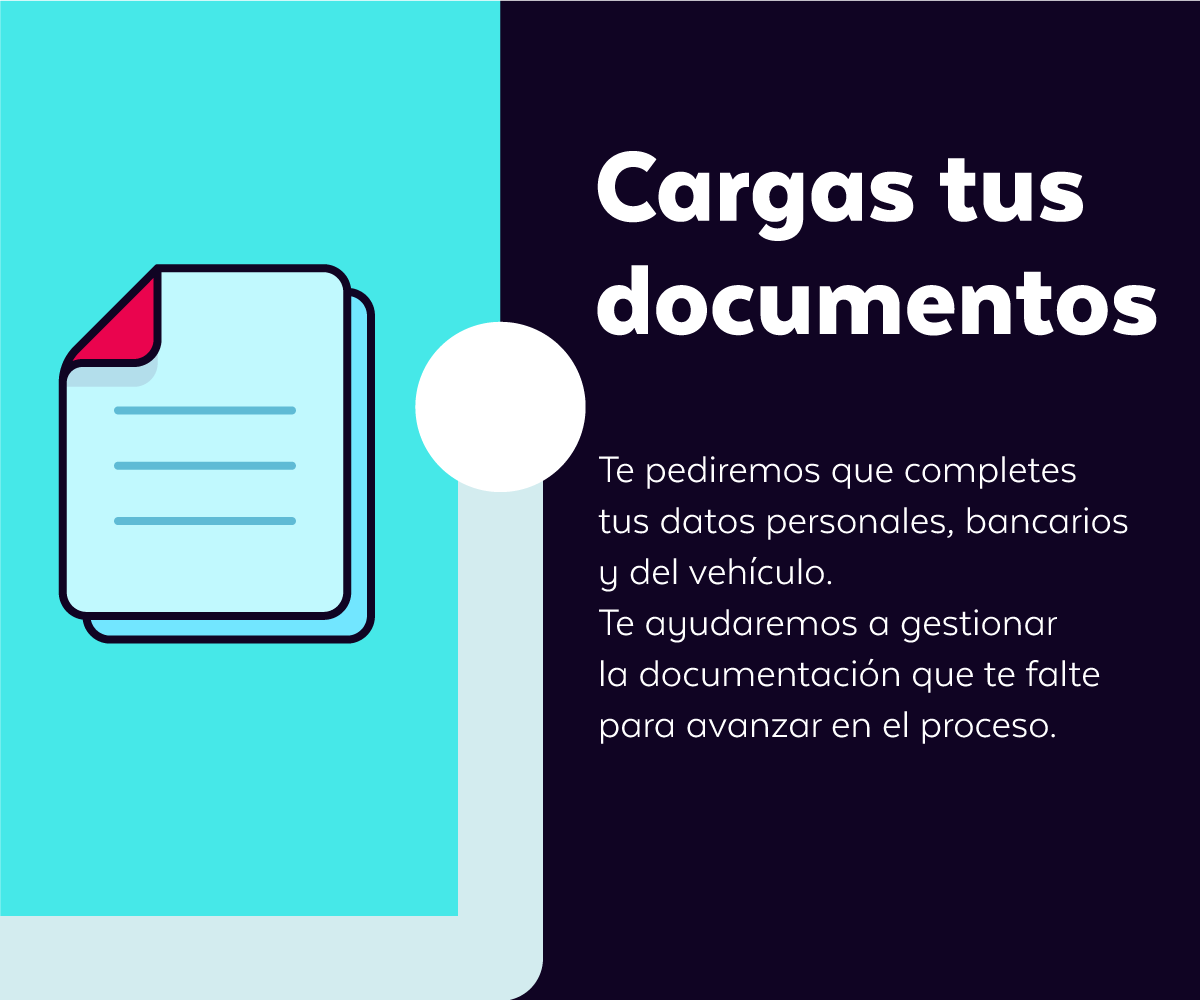 Cargas tus
documentos
Te pediremos que completes
tus datos personales, bancarios
y del vehículo.
Te ayudaremos a gestionar
la documentación que te falte
para avanzar en el proceso.